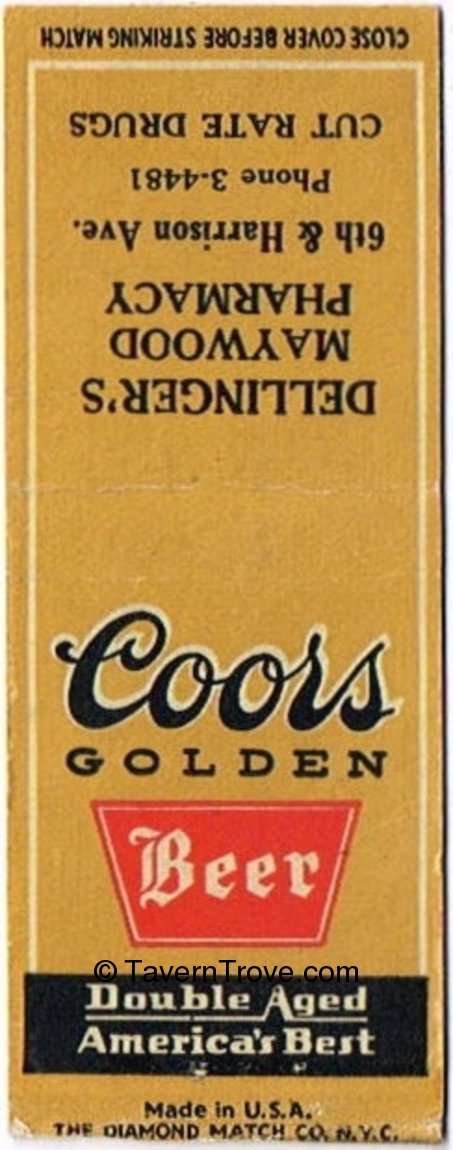 CLOSE COVER BEFORE STRIKING MATCH
DELLINGER'S
MAYWOOD
PHARMACY
6th & Harrison Ave.
Phone 3-4481
CUT RATE DRUGS
Coors
GOLDEN
Beer
© TavernTrove.com
Double Aged
America's Best
Made in U.S.A.
THE DIAMOND MATCH CO. N.Y.C.